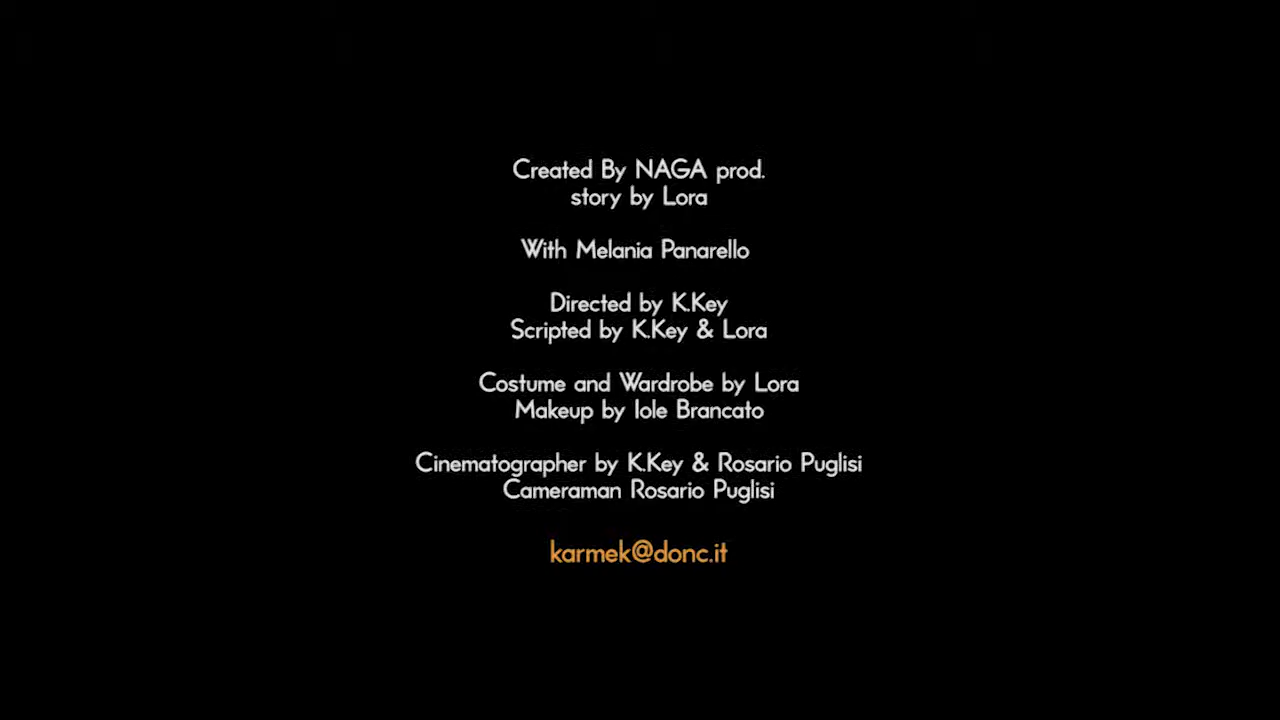 Created By NAGA prod.
story by Lora
With Melania Panarello
Directed by K.Key
Scripted by K.Key & Lora
Costume and Wardrobe by Lora
Makeup by Iole Brancato
Cinematographer by K.Key & Rosario Puglisi
Cameraman Rosario Puglisi
karmek@donc.it